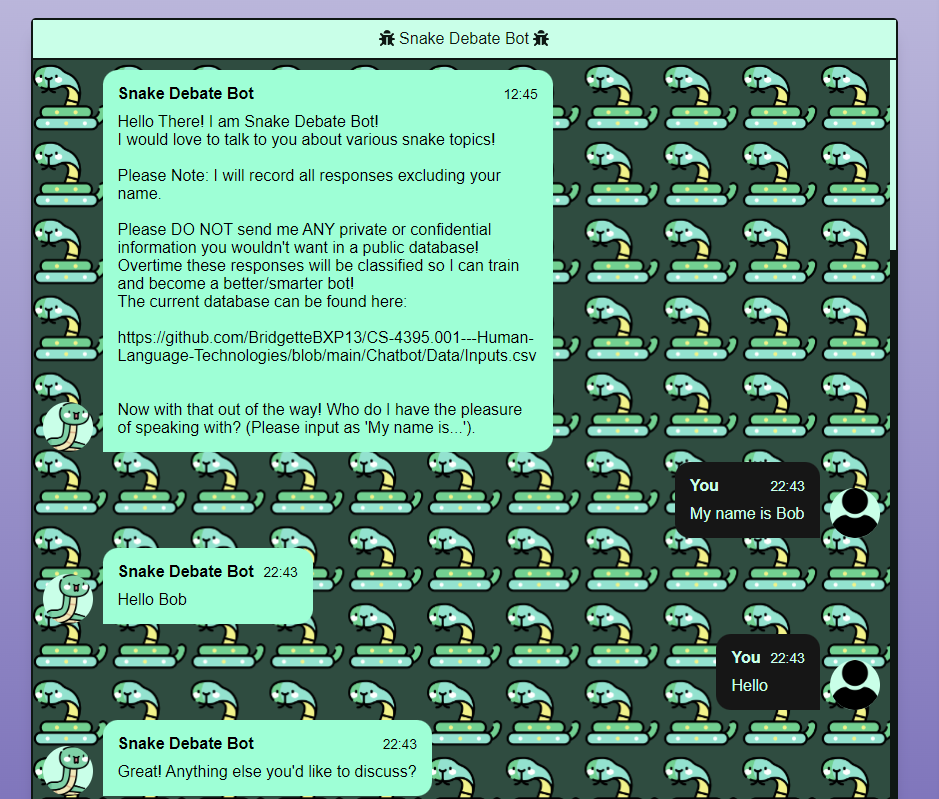 Snake Debate Bot
Snake Debate Bot 12:45
Hello There! I am Snake Debate Bot!
I would love to talk to you about various snake topics!
Please Note: I will record all responses excluding your
name.
Please DO NOT send me ANY private or confidential
information you wouldn't want in a public database!
Overtime these responses will be classified so I can train
and become a better/smarter bot!
The current database can be found here:
https://github.com/BridgetteBXP13/CS-4395.001---Human-
Language-Technologies/blob/main/Chatbot/Data/Inputs.csv
Now with that out of the way! Who do I have the pleasure
of speaking with? (Please input as 'My name is...').
You 22:43
My name is Bob
Snake Debate Bot 22:43
Hello Bob
You 22:43
Hello
Snake Debate Bot 22:43
Great! Anything else you'd like to discuss?